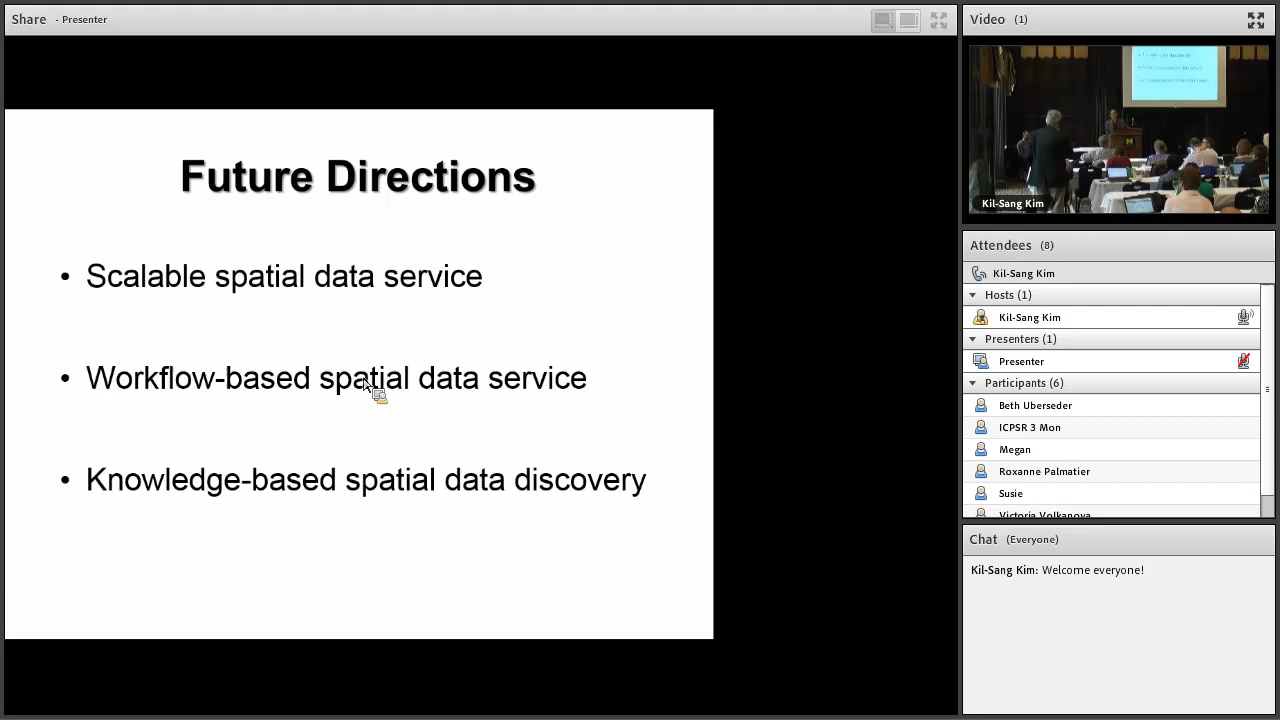 Share - Presenter
Future Directions
• Scalable spatial data service
• Workflow-based spatial data service
• Knowledge-based spatial data discovery
Video (1)
Kil-Sang Kim
Attendees (8)
Kil-Sang Kim
Hosts (1)
Kil-Sang Kim
Presenters (1)
Presenter
Participants (6)
Beth Uberseder
ICPSR 3 Mon
Megan
Roxanne Palmatier
Susie
Victoria Volkanova
Chat (Everyone)
Kil-Sang Kim: Welcome everyone!